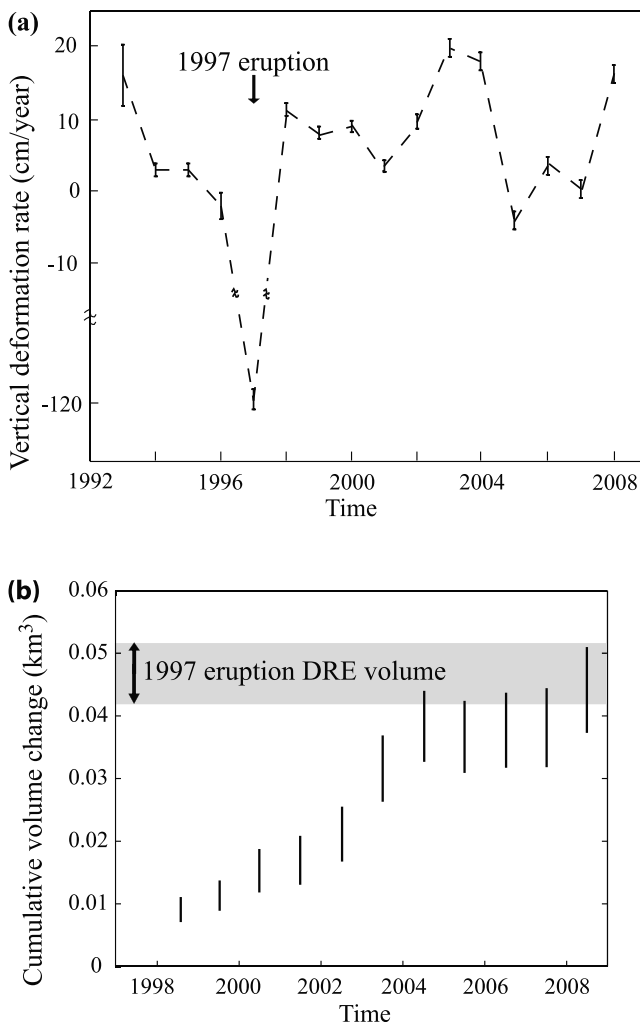 (a)
Vertical deformation rate (cm/year)
20
10
0
-10
-120
1997 eruption
1992
1996
2000
2004
2008
Time
(b)
Cumulative volume change (km³)
0.06
0.05
0.04
0.03
0.02
0.01
0
1997 eruption DRE volume
1998
2000
2002
2004
2006
2008
Time